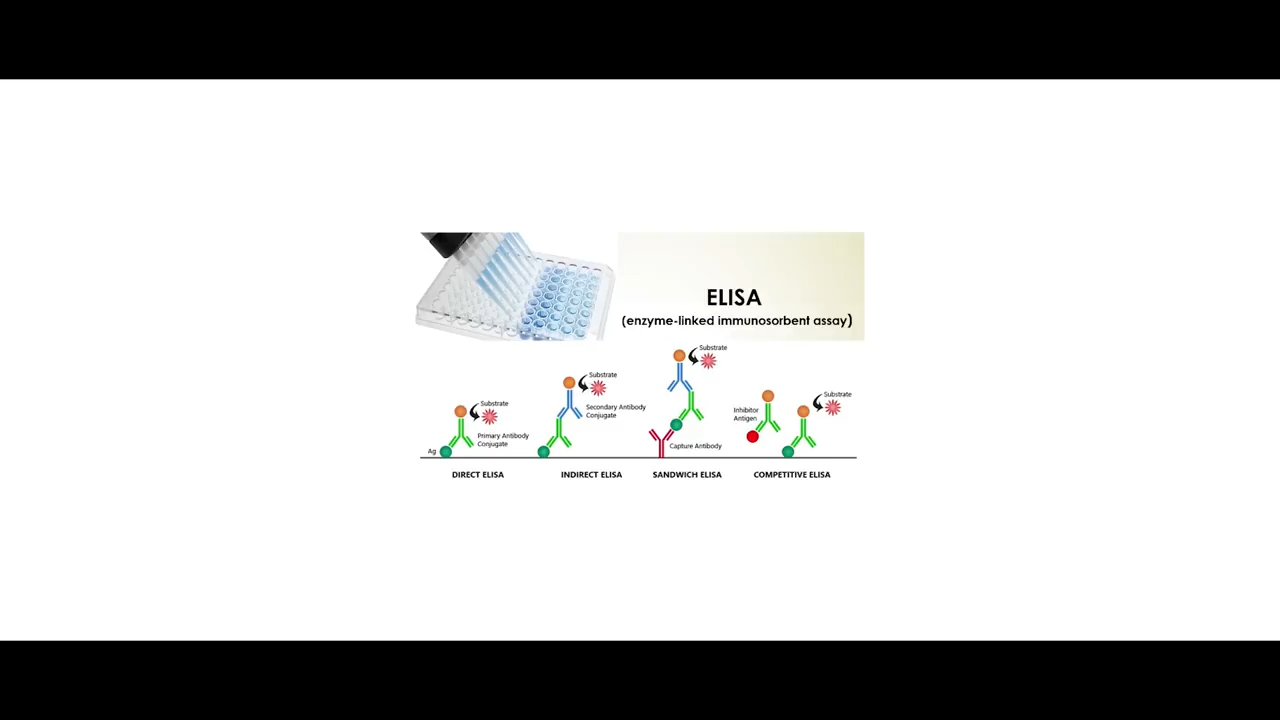 ELISA
(enzyme-linked immunosorbent assay)
Substrate
Primary Antibody
Conjugate
Ag
DIRECT ELISA
Substrate
Secondary Antibody
Conjugate
INDIRECT ELISA
Substrate
Capture Antibody
SANDWICH ELISA
Inhibitor
Antigen
Substrate
COMPETITIVE ELISA